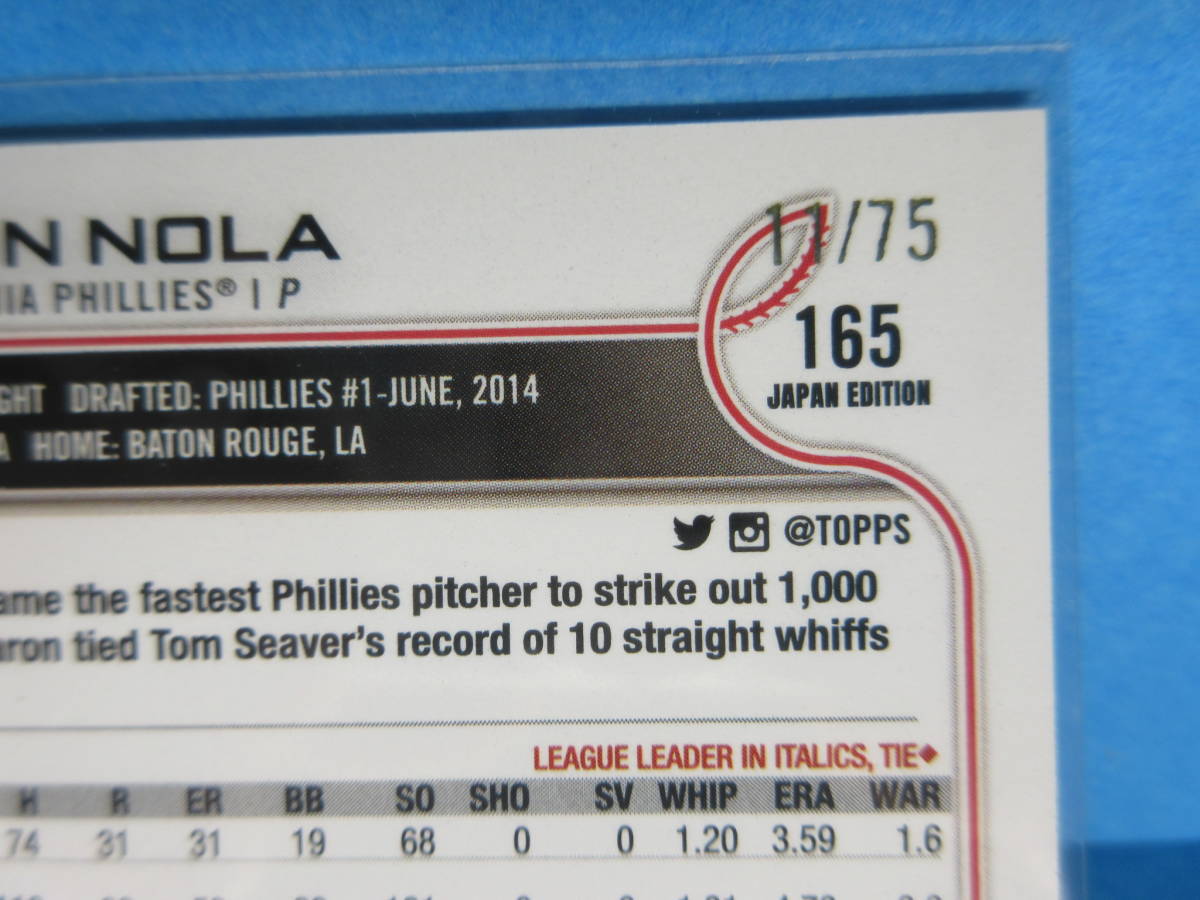 N NOLA
IIA PHILLIES® | P
11/75
165
JAPAN EDITION
GHT DRAFTED: PHILLIES #1-JUNE, 2014
A HOME: BATON ROUGE, LA
@TOPPS
ame the fastest Phillies pitcher to strike out 1,000
aron tied Tom Seaver's record of 10 straight whiffs
LEAGUE LEADER IN ITALICS, TIE◆
H R ER BB SO SHO SV WHIP ERA WAR
74 31 31 19 68 0 0 1.20 3.59 1.6